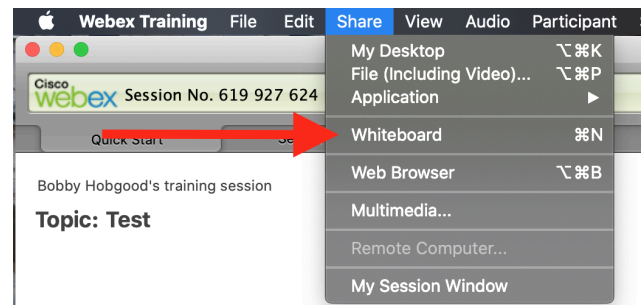 Webex Training File Edit Share View Audio Participant
My Desktop ⌥⌘K
File (Including Video)... ⌥⌘P
Application ▶
Cisco
webex Session No. 619 927 624
Quick Start
Whiteboard ⌘N
Web Browser ⌥⌘B
Bobby Hobgood's training session
Multimedia...
Topic: Test
Remote Computer...
My Session Window